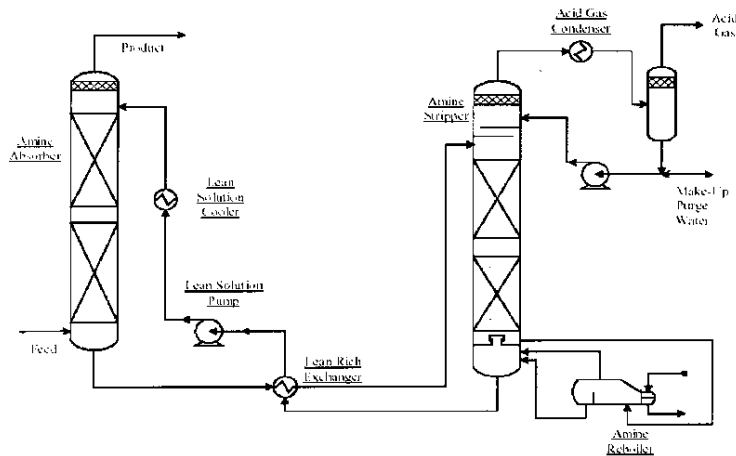 Product
Amine
Absorber
Feed
Lean
Solution
Cooler
Lean Solution
Pump
Lean Rich
Exchanger
Amine
Stripper
Acid Gas
Condenser
Acid
Gas
Make-Up
Purge
Water
Amine
Reboiler